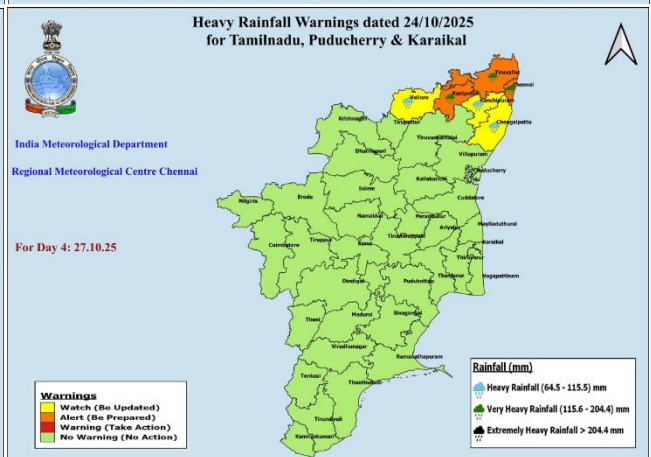 Heavy Rainfall Warnings dated 24/10/2025
for Tamilnadu, Puducherry & Karaikal
India Meteorological Department
Regional Meteorological Centre Chennai
For Day 4: 27.10.25
Tiruvallur
Chennai
Vellore
Ranipet
Kanchipuram
Chengalpattu
Krishnagiri
Tirupattur
Tiruvannamalai
Dharmapuri
Villupuram
Puducherry
Kallakurichi
Salem
Cuddalore
Nilgiris
Erode
Namakkal
Perambalur
Ariyalur
Mayiladuthurai
Karaikal
Coimbatore
Tiruppur
Karur
Tiruchirappalli
Thiruvarur
Thanjavur
Nagapattinam
Dindigul
Pudukottai
Theni
Madurai
Sivagangai
Virudhunagar
Ramanathapuram
Tenkasi
Thoothukudi
Tirunelveli
Kanniyakumari
Warnings
Watch (Be Updated)
Alert (Be Prepared)
Warning (Take Action)
No Warning (No Action)
Rainfall (mm)
Heavy Rainfall (64.5 - 115.5) mm
Very Heavy Rainfall (115.6 - 204.4) mm
Extremely Heavy Rainfall > 204.4 mm